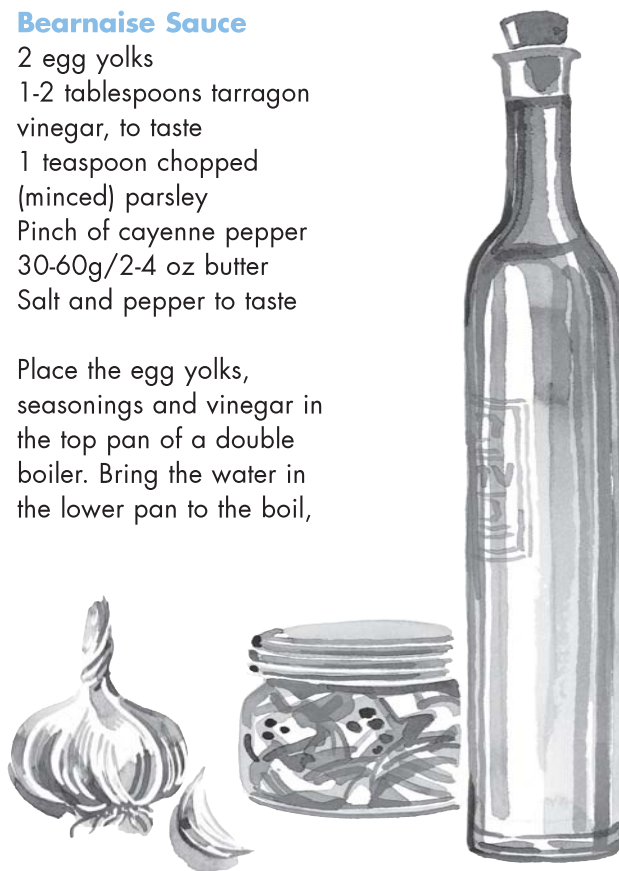 Bearnaise Sauce
2 egg yolks
1-2 tablespoons tarragon
vinegar, to taste
1 teaspoon chopped
(minced) parsley
Pinch of cayenne pepper
30-60g/2-4 oz butter
Salt and pepper to taste
Place the egg yolks,
seasonings and vinegar in
the top pan of a double
boiler. Bring the water in
the lower pan to the boil,